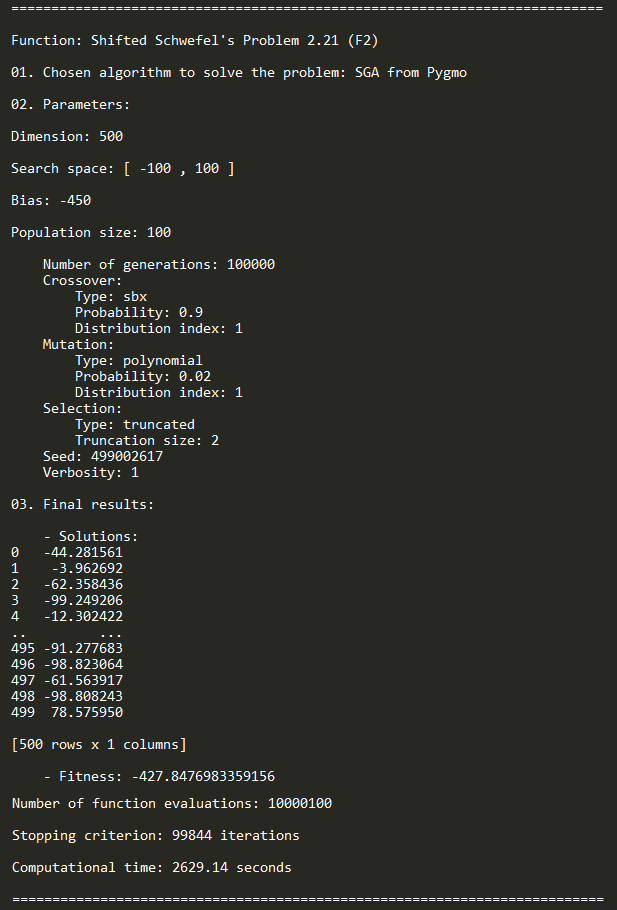 ==========================================================================
Function: Shifted Schwefel's Problem 2.21 (F2)
01. Chosen algorithm to solve the problem: SGA from Pygmo
02. Parameters:
Dimension: 500
Search space: [ -100 , 100 ]
Bias: -450
Population size: 100
Number of generations: 100000
Crossover:
Type: sbx
Probability: 0.9
Distribution index: 1
Mutation:
Type: polynomial
Probability: 0.02
Distribution index: 1
Selection:
Type: truncated
Truncation size: 2
Seed: 499002617
Verbosity: 1
03. Final results:
- Solutions:
0 -44.281561
1 -3.962692
2 -62.358436
3 -99.249206
4 -12.302422
.. ...
495 -91.277683
496 -98.823064
497 -61.563917
498 -98.808243
499 78.575950
[500 rows x 1 columns]
- Fitness: -427.8476983359156
Number of function evaluations: 10000100
Stopping criterion: 99844 iterations
Computational time: 2629.14 seconds
==========================================================================